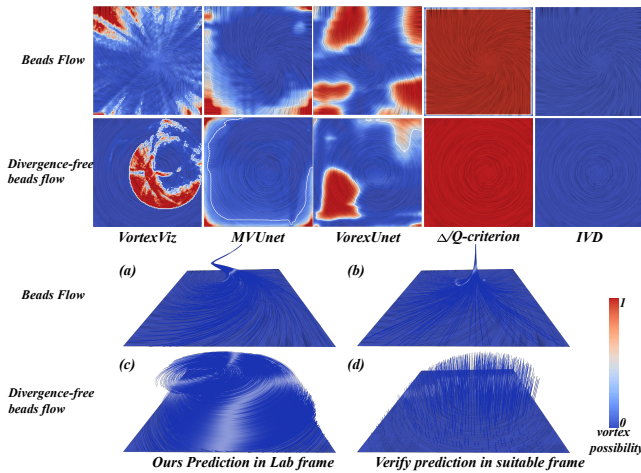 Beads Flow
Divergence-free
beads flow
VortexViz
MVUnet
VorexUnet
△/Q-criterion
IVD
(a)
(b)
Beads Flow
1
(c)
(d)
Divergence-free
beads flow
0
vortex
possibility
Ours Prediction in Lab frame
Verify prediction in suitable frame